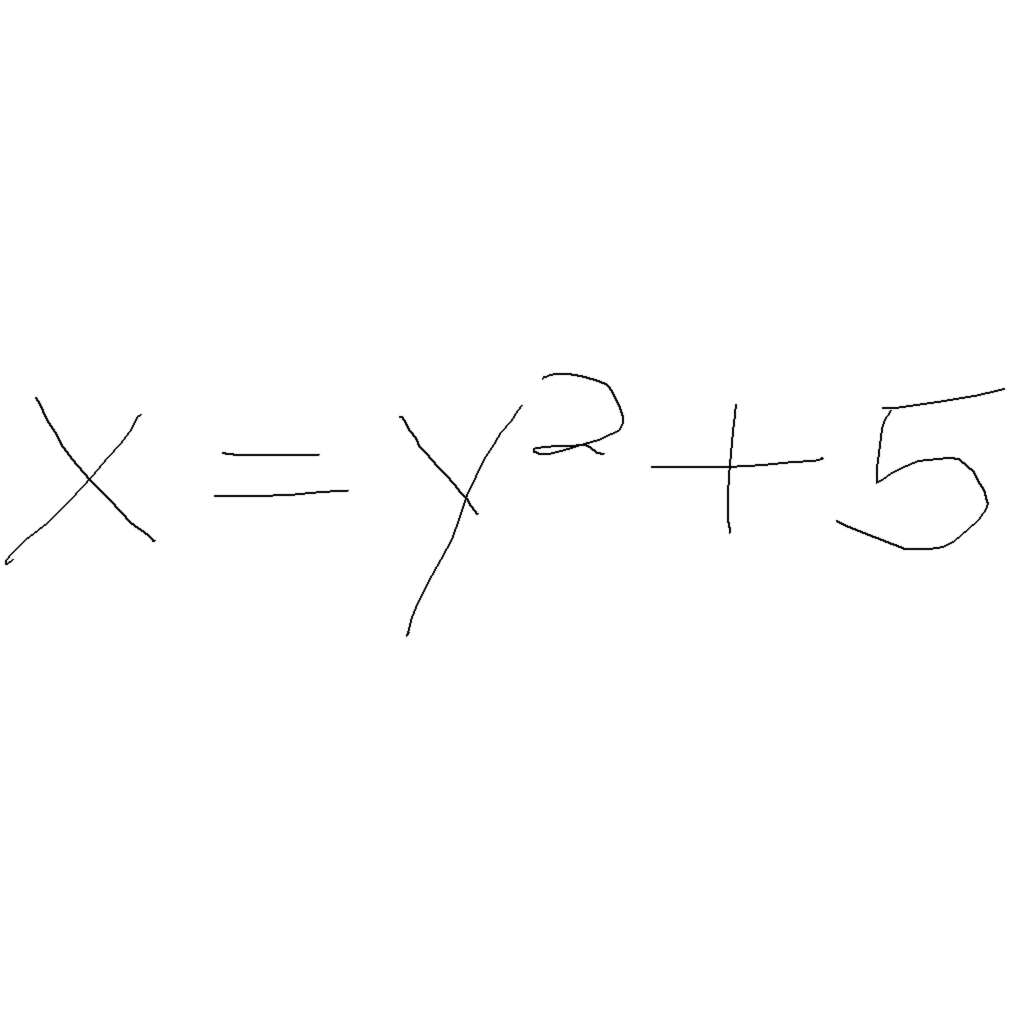 x = y² + 5